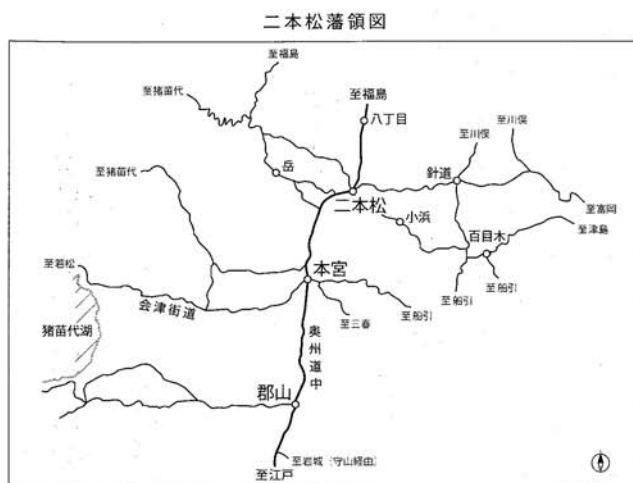 二本松藩領図
至福島
至猪苗代
至福島
八丁目
至川俣
至川俣
至猪苗代
岳
針道
二本松
小浜
至富岡
百目木
至津島
至若松
本宮
会津街道
至船引
至船引
猪苗代湖
至三春
至船引
奥州道中
郡山
至岩城（守山経由）
至江戸